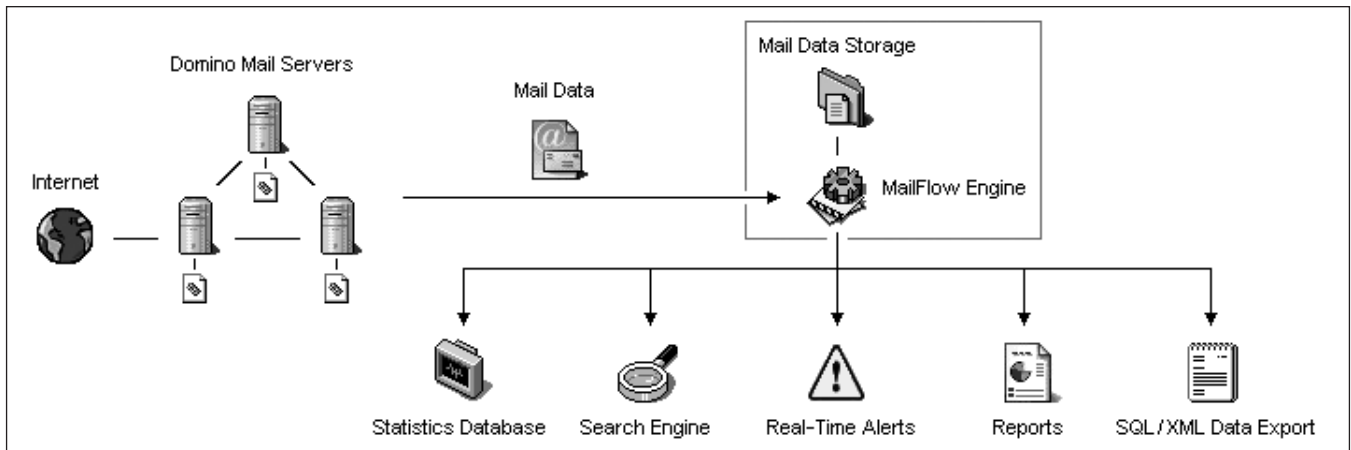 Domino Mail Servers
Mail Data Storage
Mail Data
Internet
MailFlow Engine
Statistics Database
Search Engine
Real-Time Alerts
Reports
SQL/XML Data Export